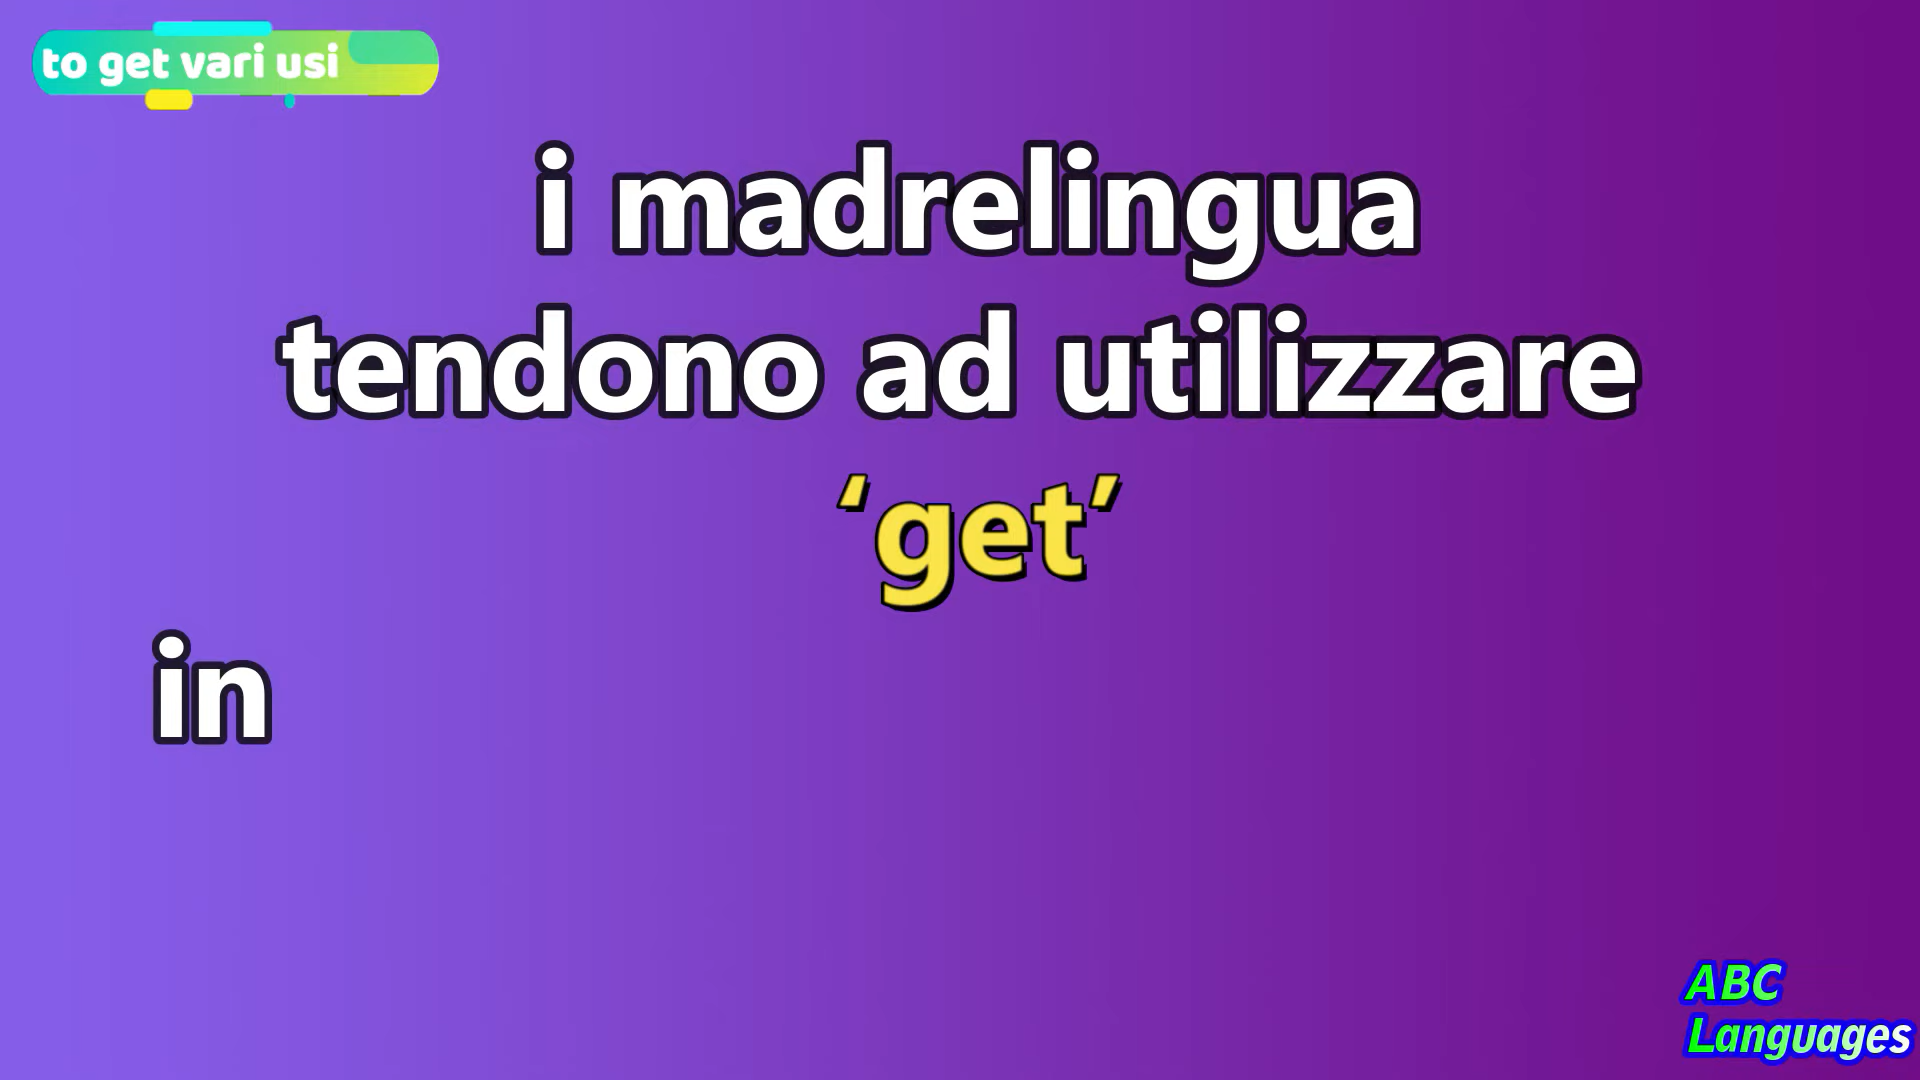 to get vari usi
i madrelingua
tendono ad utilizzare
‘get’
in
ABC
Languages